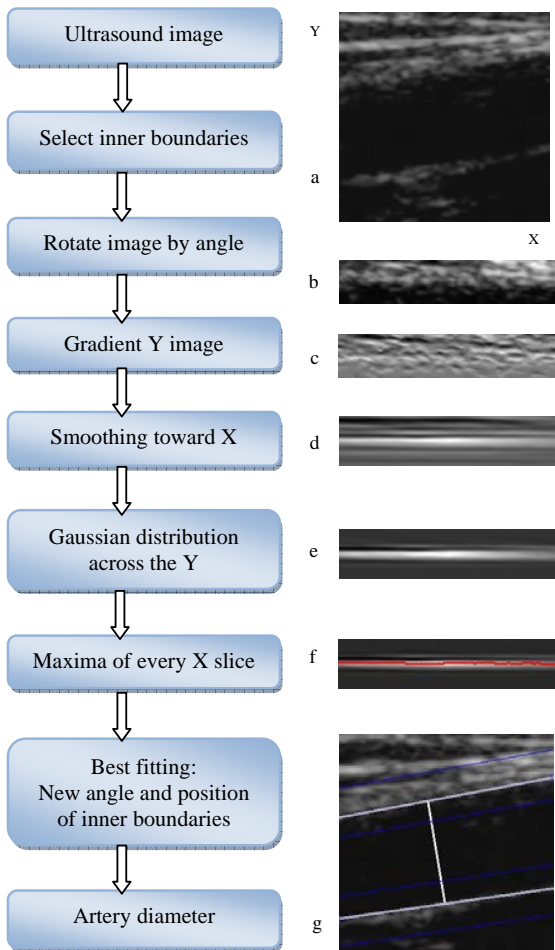 Ultrasound image
Select inner boundaries
Rotate image by angle
Gradient Y image
Smoothing toward X
Gaussian distribution
across the Y
Maxima of every X slice
Best fitting:
New angle and position
of inner boundaries
Artery diameter
Y
a
X
b
c
d
e
f
g